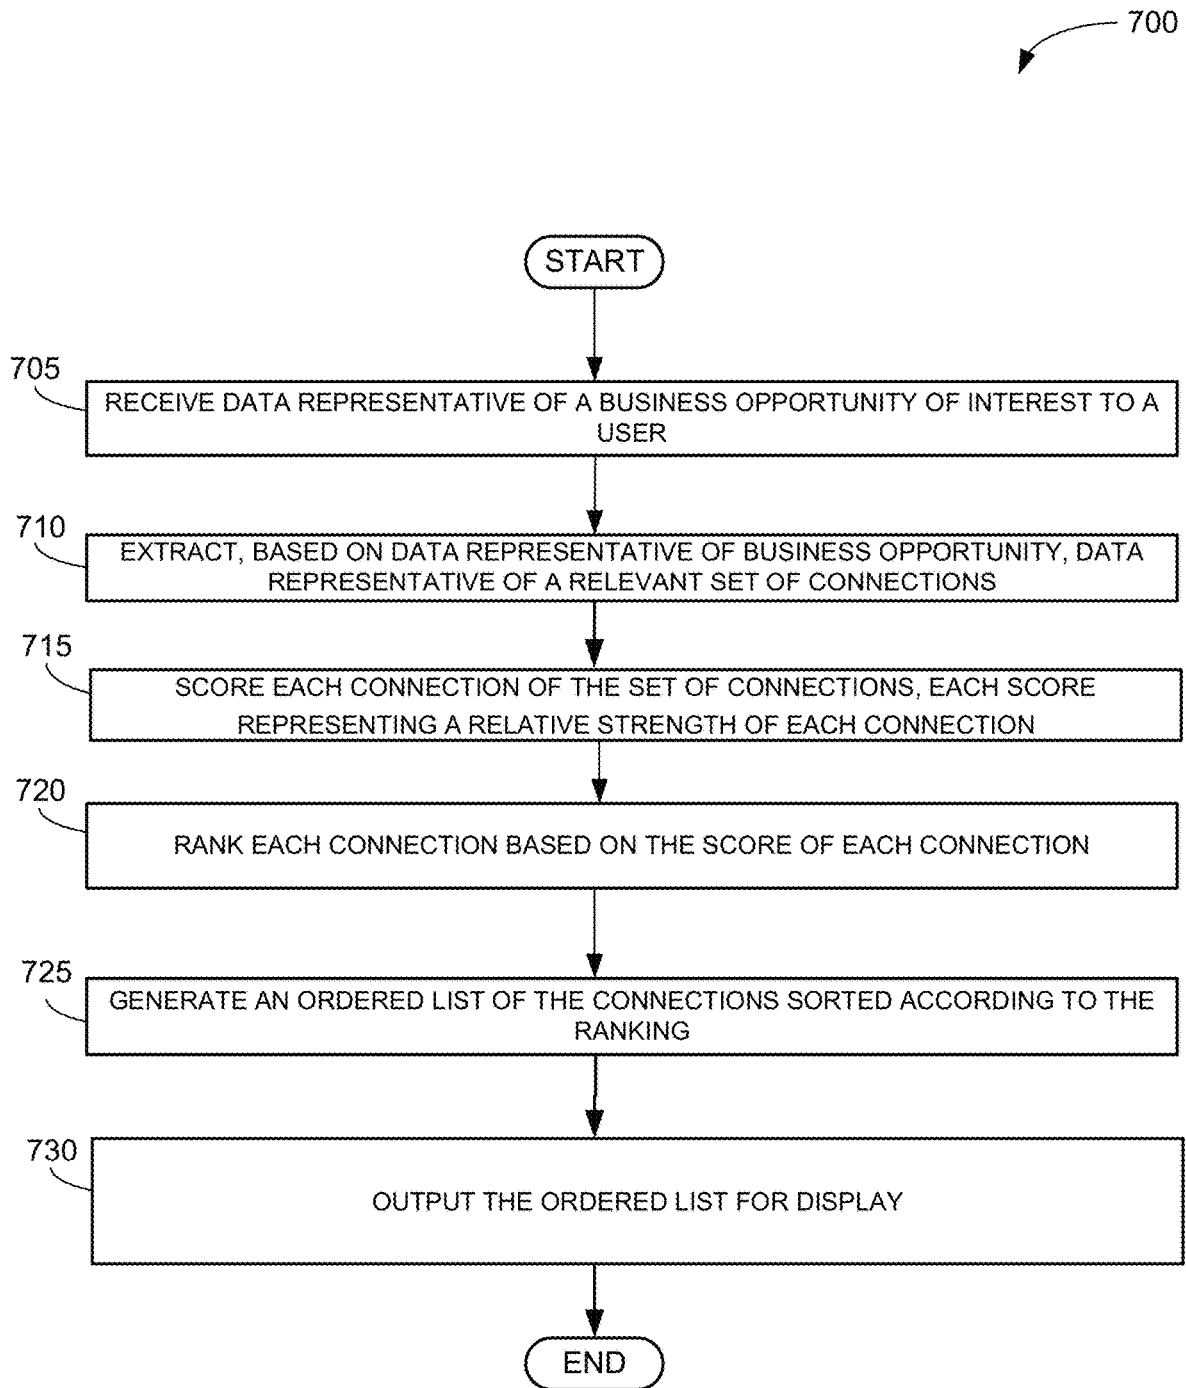 700
START
705
RECEIVE DATA REPRESENTATIVE OF A BUSINESS OPPORTUNITY OF INTEREST TO A
USER
710
EXTRACT, BASED ON DATA REPRESENTATIVE OF BUSINESS OPPORTUNITY, DATA
REPRESENTATIVE OF A RELEVANT SET OF CONNECTIONS
715
SCORE EACH CONNECTION OF THE SET OF CONNECTIONS, EACH SCORE
REPRESENTING A RELATIVE STRENGTH OF EACH CONNECTION
720
RANK EACH CONNECTION BASED ON THE SCORE OF EACH CONNECTION
725
GENERATE AN ORDERED LIST OF THE CONNECTIONS SORTED ACCORDING TO THE
RANKING
730
OUTPUT THE ORDERED LIST FOR DISPLAY
END